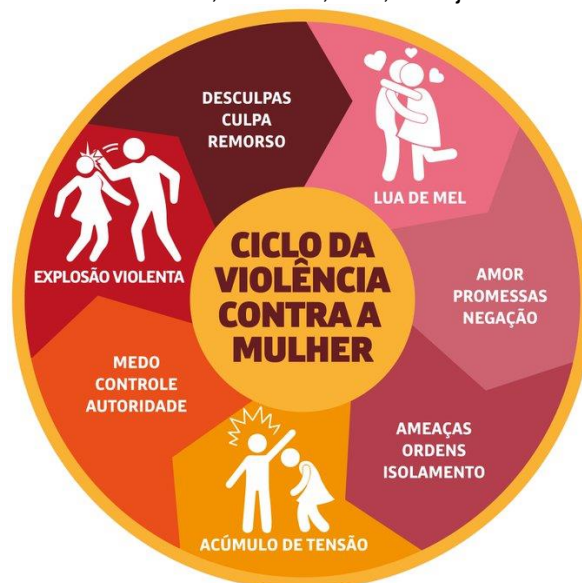 CICLO DA
VIOLÊNCIA
CONTRA A
MULHER
LUA DE MEL
AMOR
PROMESSAS
NEGAÇÃO
AMEAÇAS
ORDENS
ISOLAMENTO
ACÚMULO DE TENSÃO
MEDO
CONTROLE
AUTORIDADE
EXPLOSÃO VIOLENTA
DESCULPAS
CULPA
REMORSO